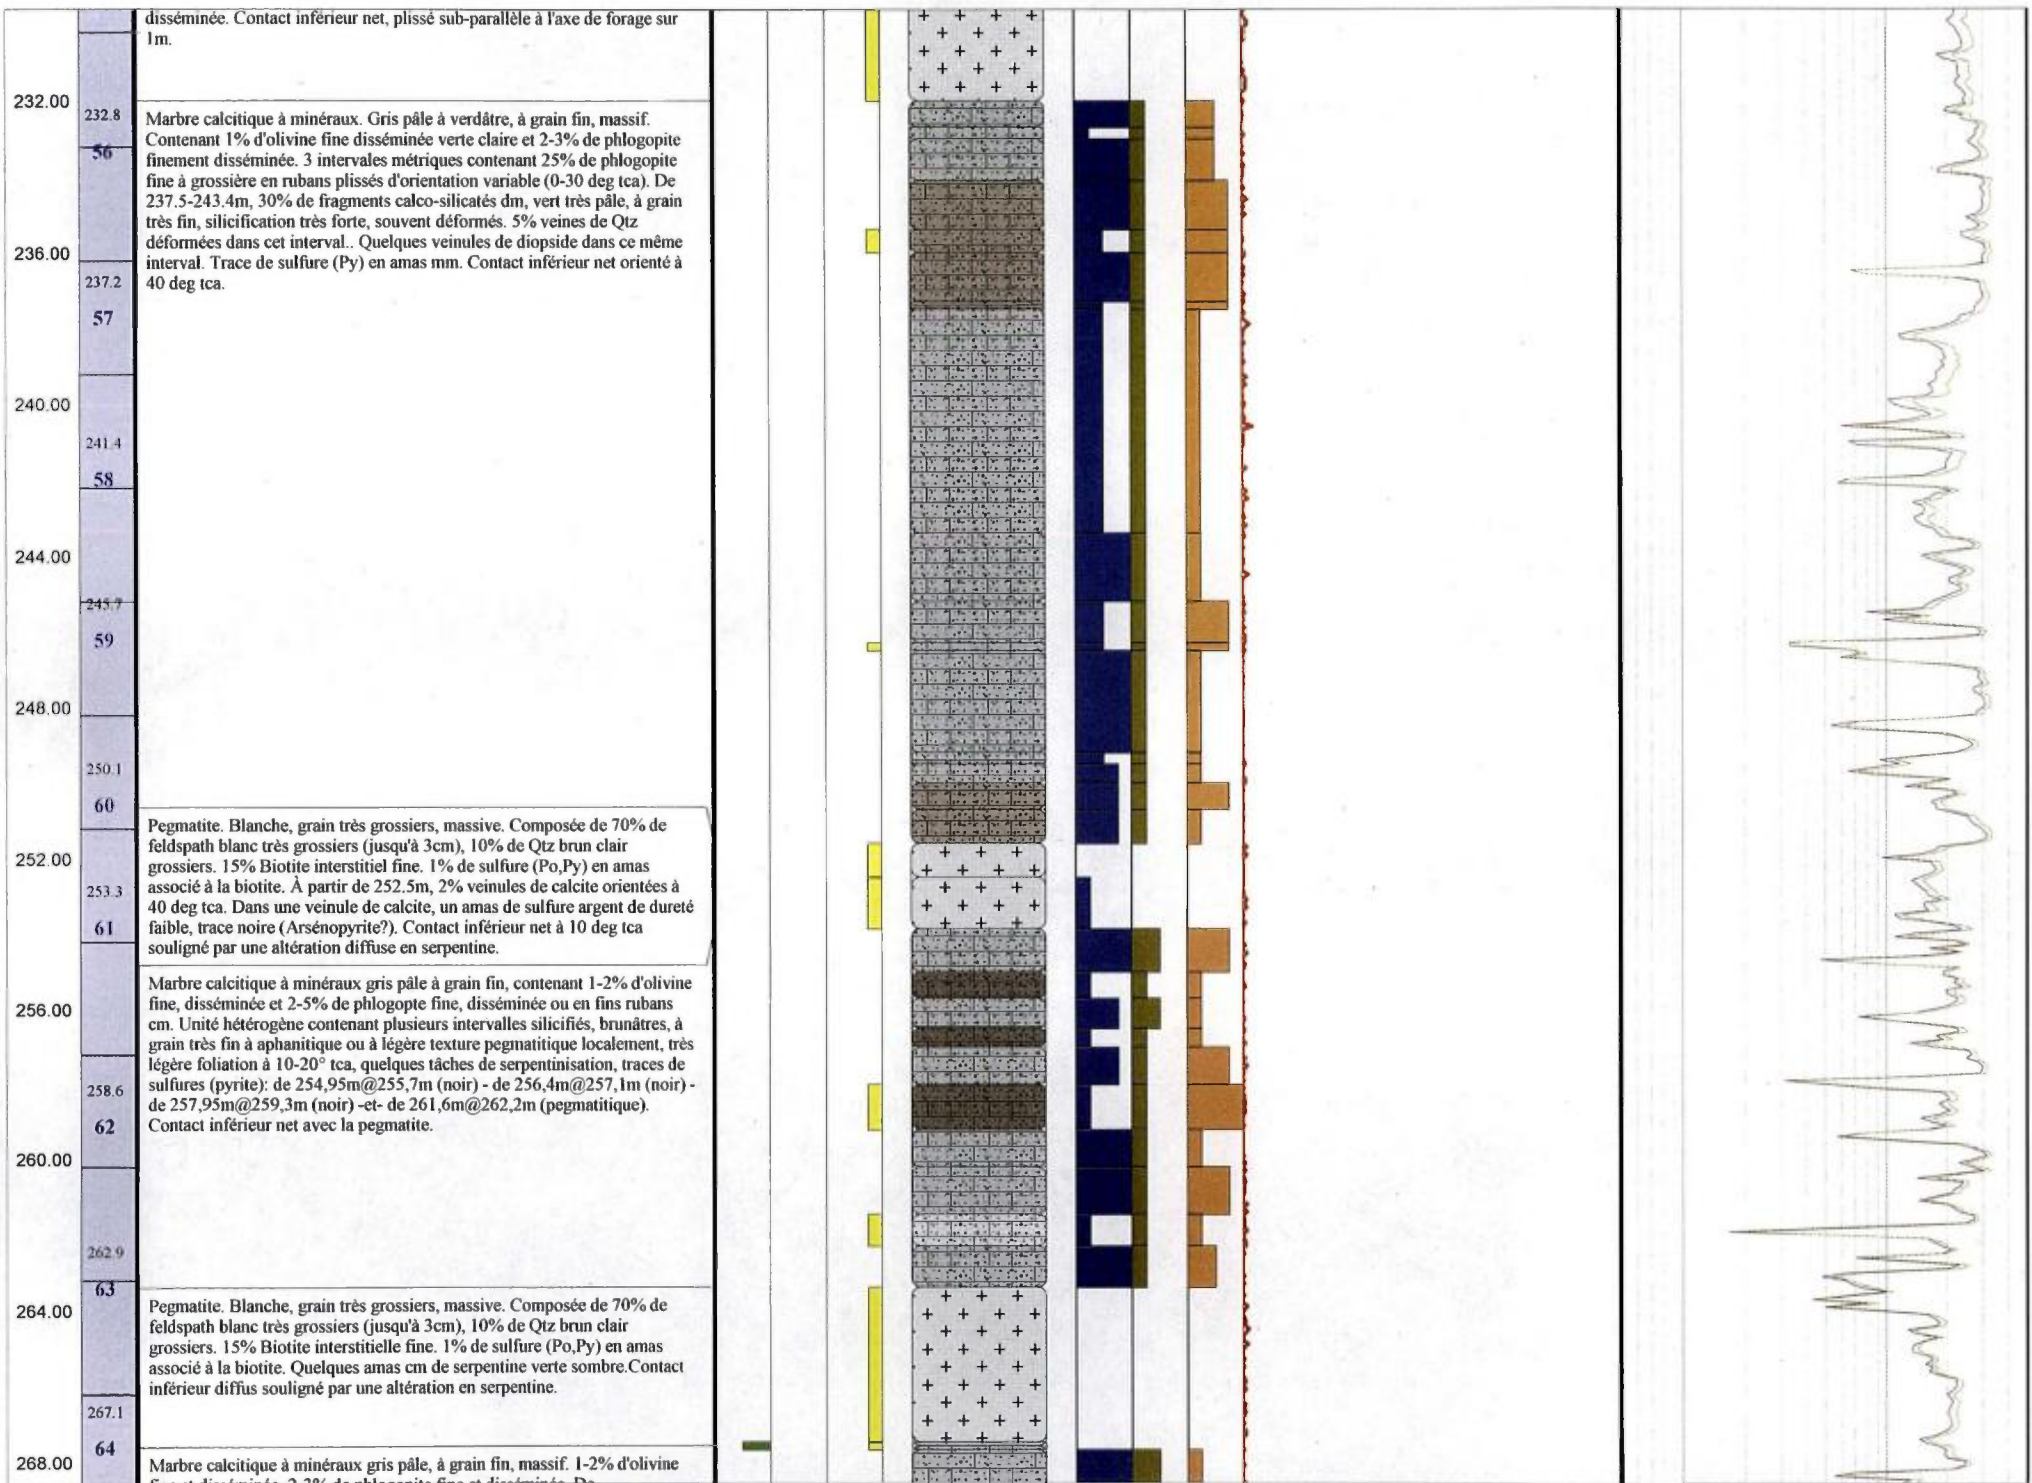 disséminée. Contact inférieur net, plissé sub-parallèle à l'axe de forage sur
1m.
232.00
232.8
56
Marbre calcitique à minéraux. Gris pâle à verdâtre, à grain fin, massif.
Contenant 1% d'olivine fine disséminée verte claire et 2-3% de phlogopite
finement disséminée. 3 intervales métriques contenant 25% de phlogopite
fine à grossière en rubans plissés d'orientation variable (0-30 deg tca). De
237.5-243.4m, 30% de fragments calco-silicatés dm, vert très pâle, à grain
très fin, silicification très forte, souvent déformés. 5% veines de Qtz
déformées dans cet interval.. Quelques veinules de diopside dans ce même
interval. Trace de sulfure (Py) en amas mm. Contact inférieur net orienté à
40 deg tca.
236.00
237.2
57
240.00
241.4
58
244.00
245.7
59
248.00
250.1
60
Pegmatite. Blanche, grain très grossiers, massive. Composée de 70% de
feldspath blanc très grossiers (jusqu'à 3cm), 10% de Qtz brun clair
grossiers. 15% Biotite interstitiel fine. 1% de sulfure (Po,Py) en amas
associé à la biotite. À partir de 252.5m, 2% veinules de calcite orientées à
40 deg tca. Dans une veinule de calcite, un amas de sulfure argent de dureté
faible, trace noire (Arsénopyrite?). Contact inférieur net à 10 deg tca
souligné par une altération diffuse en serpentine.
252.00
253.3
61
Marbre calcitique à minéraux gris pâle à grain fin, contenant 1-2% d'olivine
fine, disséminée et 2-5% de phlogopte fine, disséminée ou en fins rubans
cm. Unité hétérogène contenant plusieurs intervalles silicifiés, brunâtres, à
grain très fin à aphanitique ou à légère texture pegmatitique localement, très
légère foliation à 10-20° tca, quelques tâches de serpentinisation, traces de
sulfures (pyrite): de 254,95m@255,7m (noir) - de 256,4m@257,1m (noir) -
de 257,95m@259,3m (noir) -et- de 261,6m@262,2m (pegmatitique).
Contact inférieur net avec la pegmatite.
256.00
258.6
62
260.00
262.9
63
Pegmatite. Blanche, grain très grossiers, massive. Composée de 70% de
feldspath blanc très grossiers (jusqu'à 3cm), 10% de Qtz brun clair
grossiers. 15% Biotite interstitielle fine. 1% de sulfure (Po,Py) en amas
associé à la biotite. Quelques amas cm de serpentine verte sombre.Contact
inférieur diffus souligné par une altération en serpentine.
264.00
267.1
64
268.00
Marbre calcitique à minéraux gris pâle, à grain fin, massif. 1-2% d'olivine